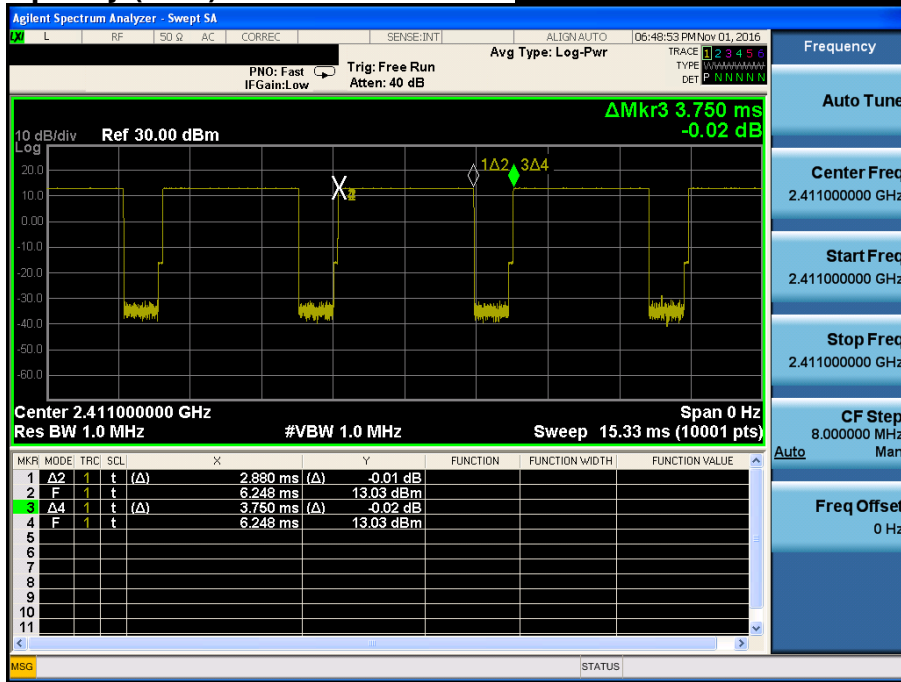 Agilent Spectrum Analyzer - Swept SA
LXI L RF 50 Ω AC CORREC SENSE:INT ALIGNAUTO 06:48:53 PM Nov 01, 2016
Frequency
Avg Type: Log-Pwr
TRACE 1 2 3 4 5 6
PNO: Fast Trig: Free Run
TYPE
IFGain:Low Atten: 40 dB
DET P N N N N N
Auto Tune
ΔMkr3 3.750 ms
-0.02 dB
10 dB/div Ref 30.00 dBm
Log
20.0
10.0
0.00
-10.0
-20.0
-30.0
-40.0
-50.0
-60.0
1Δ2 3Δ4
Center Freq
2.411000000 GHz
Start Freq
2.411000000 GHz
Stop Freq
2.411000000 GHz
Center 2.411000000 GHz Span 0 Hz
Res BW 1.0 MHz #VBW 1.0 MHz Sweep 15.33 ms (10001 pts)
CF Step
8.000000 MHz
Auto Man
MKR MODE TRC SCL X Y FUNCTION FUNCTION WIDTH FUNCTION VALUE
1 Δ2 1 t (Δ) 2.880 ms (Δ) -0.01 dB
2 F 1 t 6.248 ms 13.03 dBm
3 Δ4 1 t (Δ) 3.750 ms (Δ) -0.02 dB
4 F 1 t 6.248 ms 13.03 dBm
5
6
7
8
9
10
11
Freq Offset
0 Hz
MSG STATUS